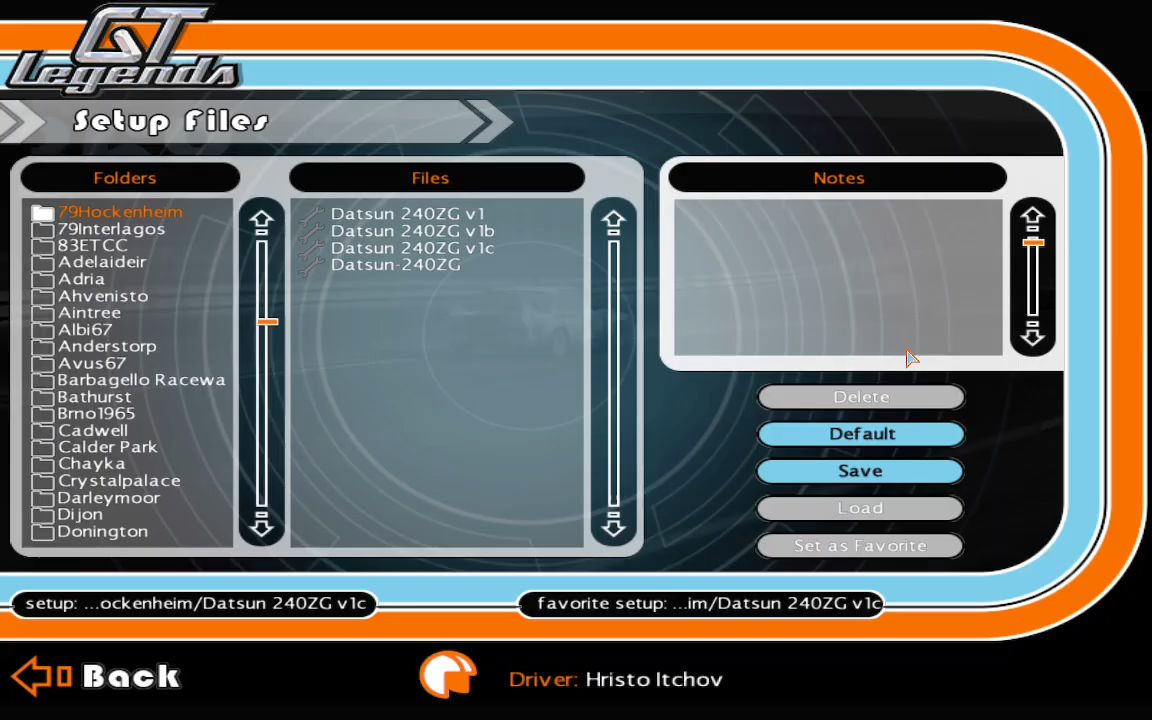 GT
Legends
Setup Files
Folders
Files
Notes
79Hockenheim
79Interlagos
83ETCC
Adelaideir
Adria
Ahvenisto
Aintree
Albi67
Anderstorp
Avus67
Barbagello Racewa
Bathurst
Brno1965
Cadwell
Calder Park
Chayka
Crystalpalace
Darleymoor
Dijon
Donington
Datsun 240ZG v1
Datsun 240ZG v1b
Datsun 240ZG v1c
Datsun-240ZG
Delete
Default
Save
Load
Set as Favorite
setup: ...ockenheim/Datsun 240ZG v1c
favorite setup: ...im/Datsun 240ZG v1c
Back
Driver: Hristo Itchov